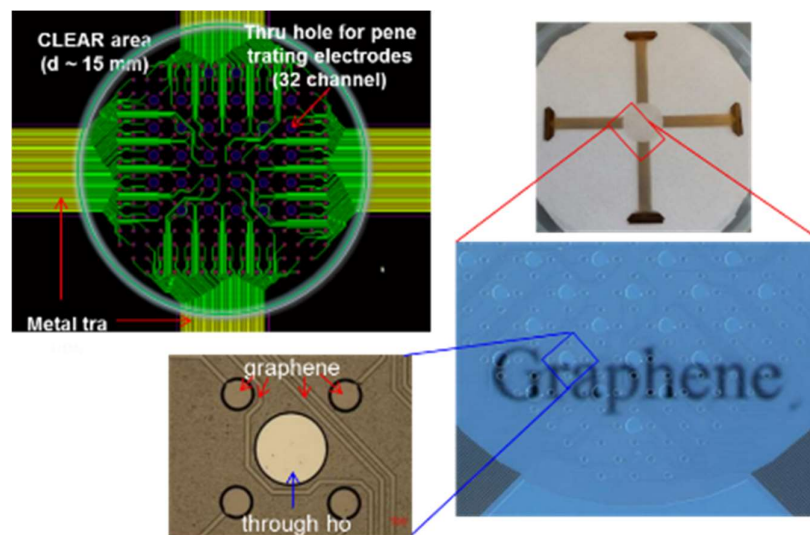 CLEAR area
(d ~ 15 mm)
Thru hole for pene
trating electrodes
(32 channel)
Metal tra
graphene
through ho
Graphene